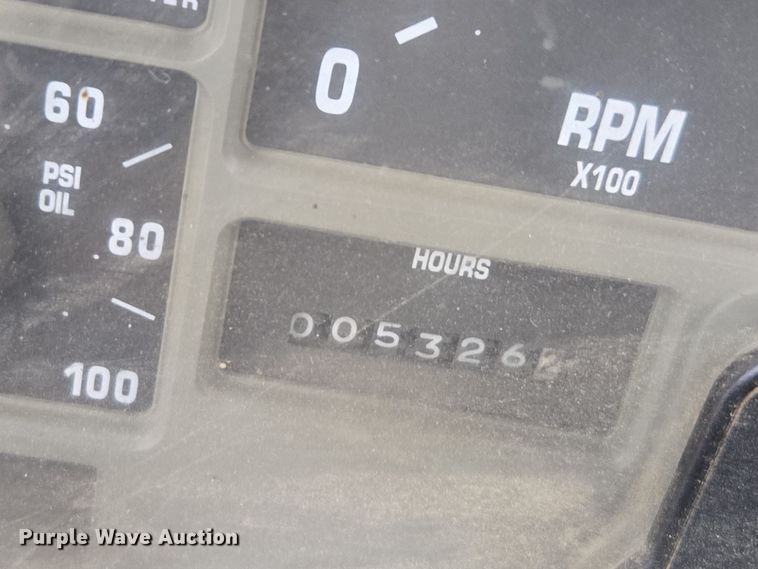 60
PSI
OIL
80
100
0
RPM
X100
HOURS
005326
Purple Wave Auction